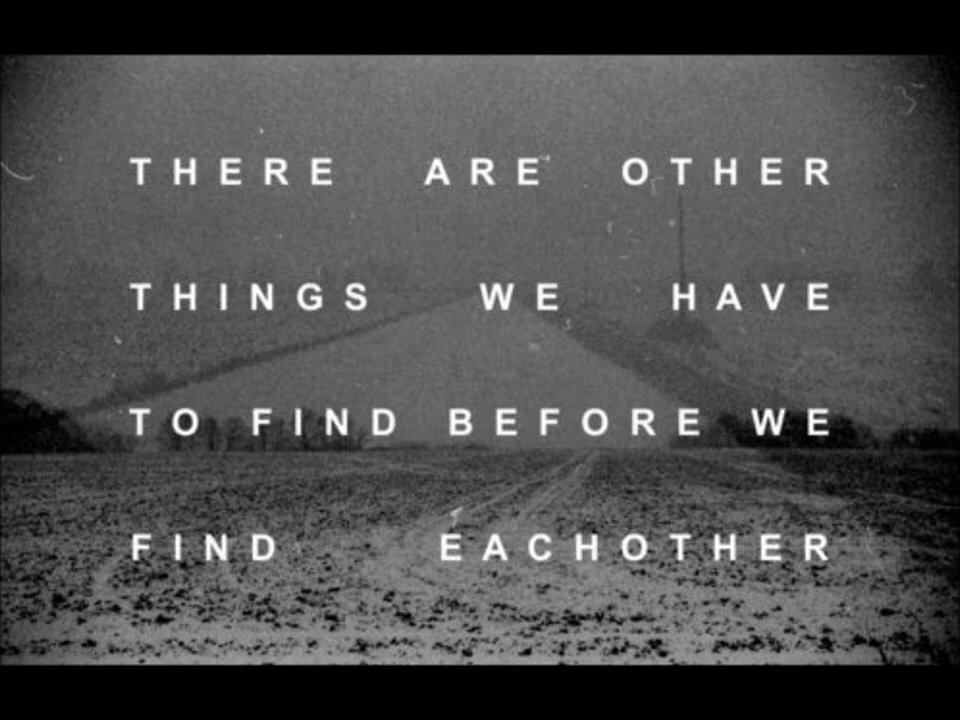 THERE ARE OTHER
THINGS WE HAVE
TO FIND BEFORE WE
FIND EACHOTHER